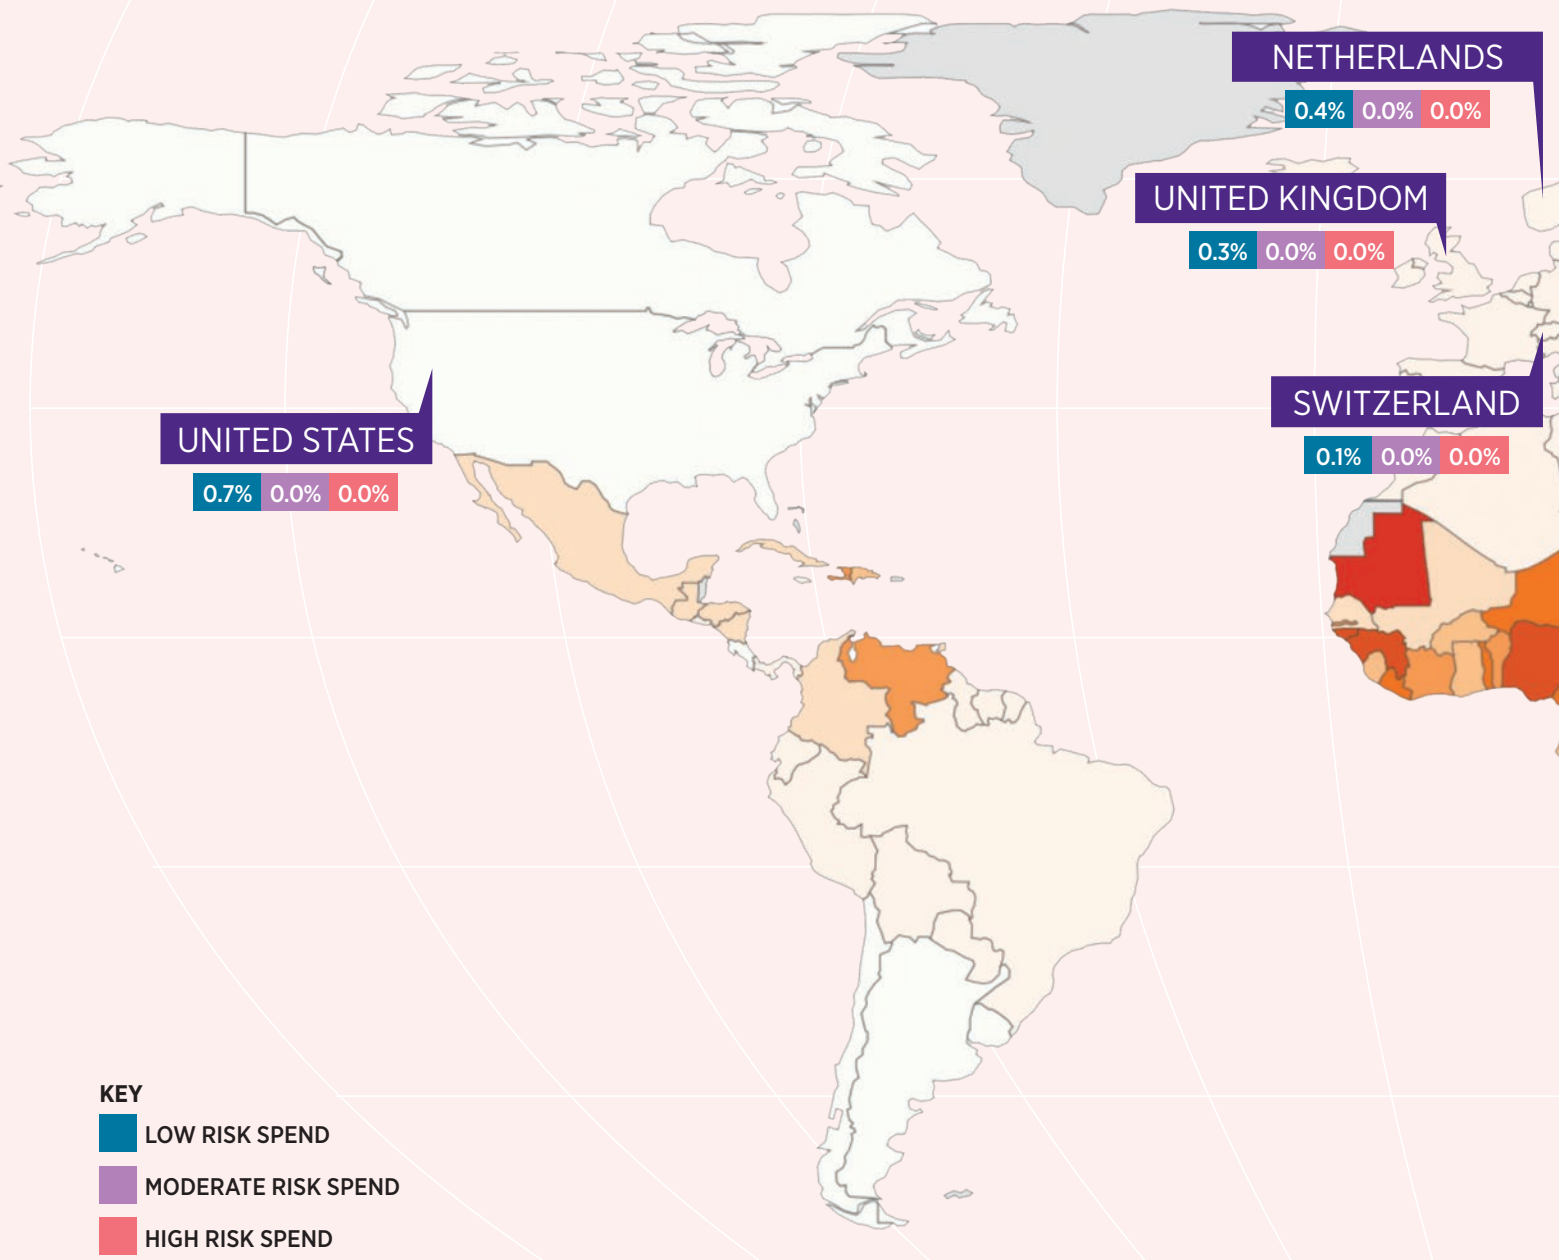 NETHERLANDS
0.4% 0.0% 0.0%
UNITED KINGDOM
0.3% 0.0% 0.0%
SWITZERLAND
0.1% 0.0% 0.0%
UNITED STATES
0.7% 0.0% 0.0%
KEY
LOW RISK SPEND
MODERATE RISK SPEND
HIGH RISK SPEND